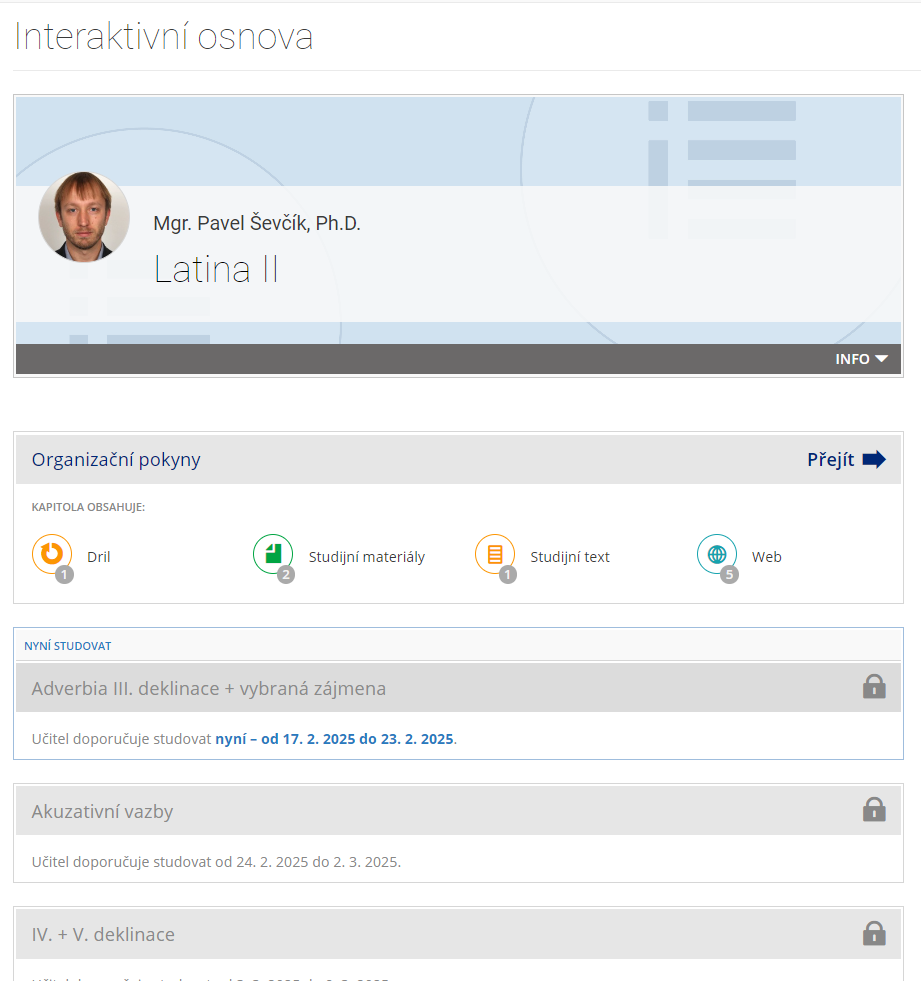 Interaktivní osnova
Mgr. Pavel Ševčík, Ph.D.
Latina II
INFO
Organizační pokyny
Přejít
KAPITOLA OBSAHUJE:
1 Dril
2 Studijní materiály
1 Studijní text
5 Web
NYNÍ STUDOVAT
Adverbia III. deklinace + vybraná zájmena
Učitel doporučuje studovat nyní – od 17. 2. 2025 do 23. 2. 2025.
Akuzativní vazby
Učitel doporučuje studovat od 24. 2. 2025 do 2. 3. 2025.
IV. + V. deklinace